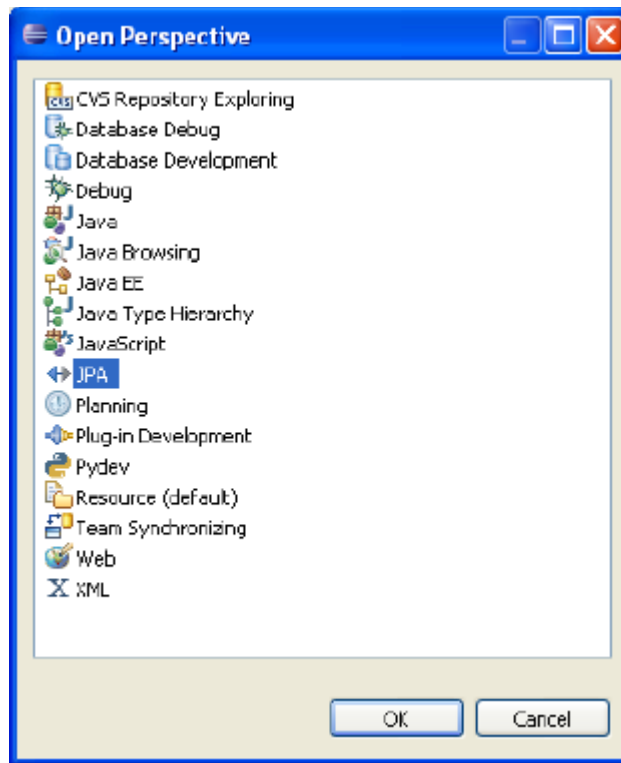 Open Perspective
CVS Repository Exploring
Database Debug
Database Development
Debug
Java
Java Browsing
Java EE
Java Type Hierarchy
JavaScript
JPA
Planning
Plug-in Development
Pydev
Resource (default)
Team Synchronizing
Web
XML
OK
Cancel